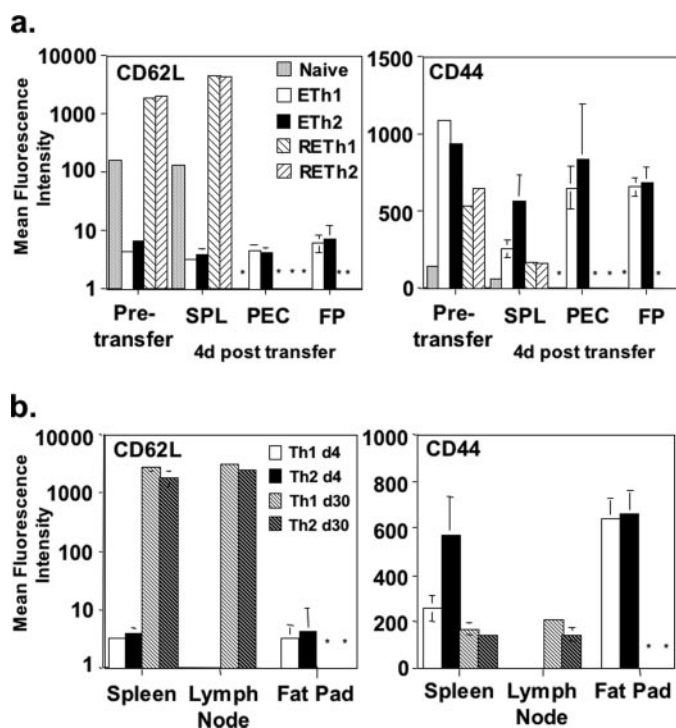 a.
10000
1000
100
10
1
Mean Fluorescence
Intensity
CD62L
Naive
ETh1
ETh2
RETh1
RETh2
* * * * * *
Pre-
transfer
SPL
PEC
FP
4d post transfer
CD44
1000
500
0
* * * * *
Pre-
transfer
SPL
PEC
FP
4d post transfer
b.
10000
1000
100
10
1
Mean Fluorescence
Intensity
CD62L
Th1 d4
Th2 d4
Th1 d30
Th2 d30
* *
Spleen
Lymph
Node
Fat Pad
CD44
1000
800
600
400
200
0
* *
Spleen
Lymph
Node
Fat Pad